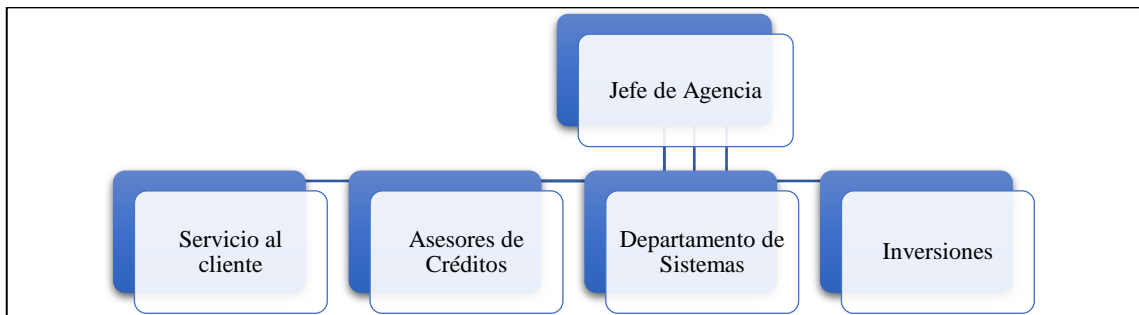 Jefe de Agencia
Servicio al
cliente
Asesores de
Créditos
Departamento de
Sistemas
Inversiones